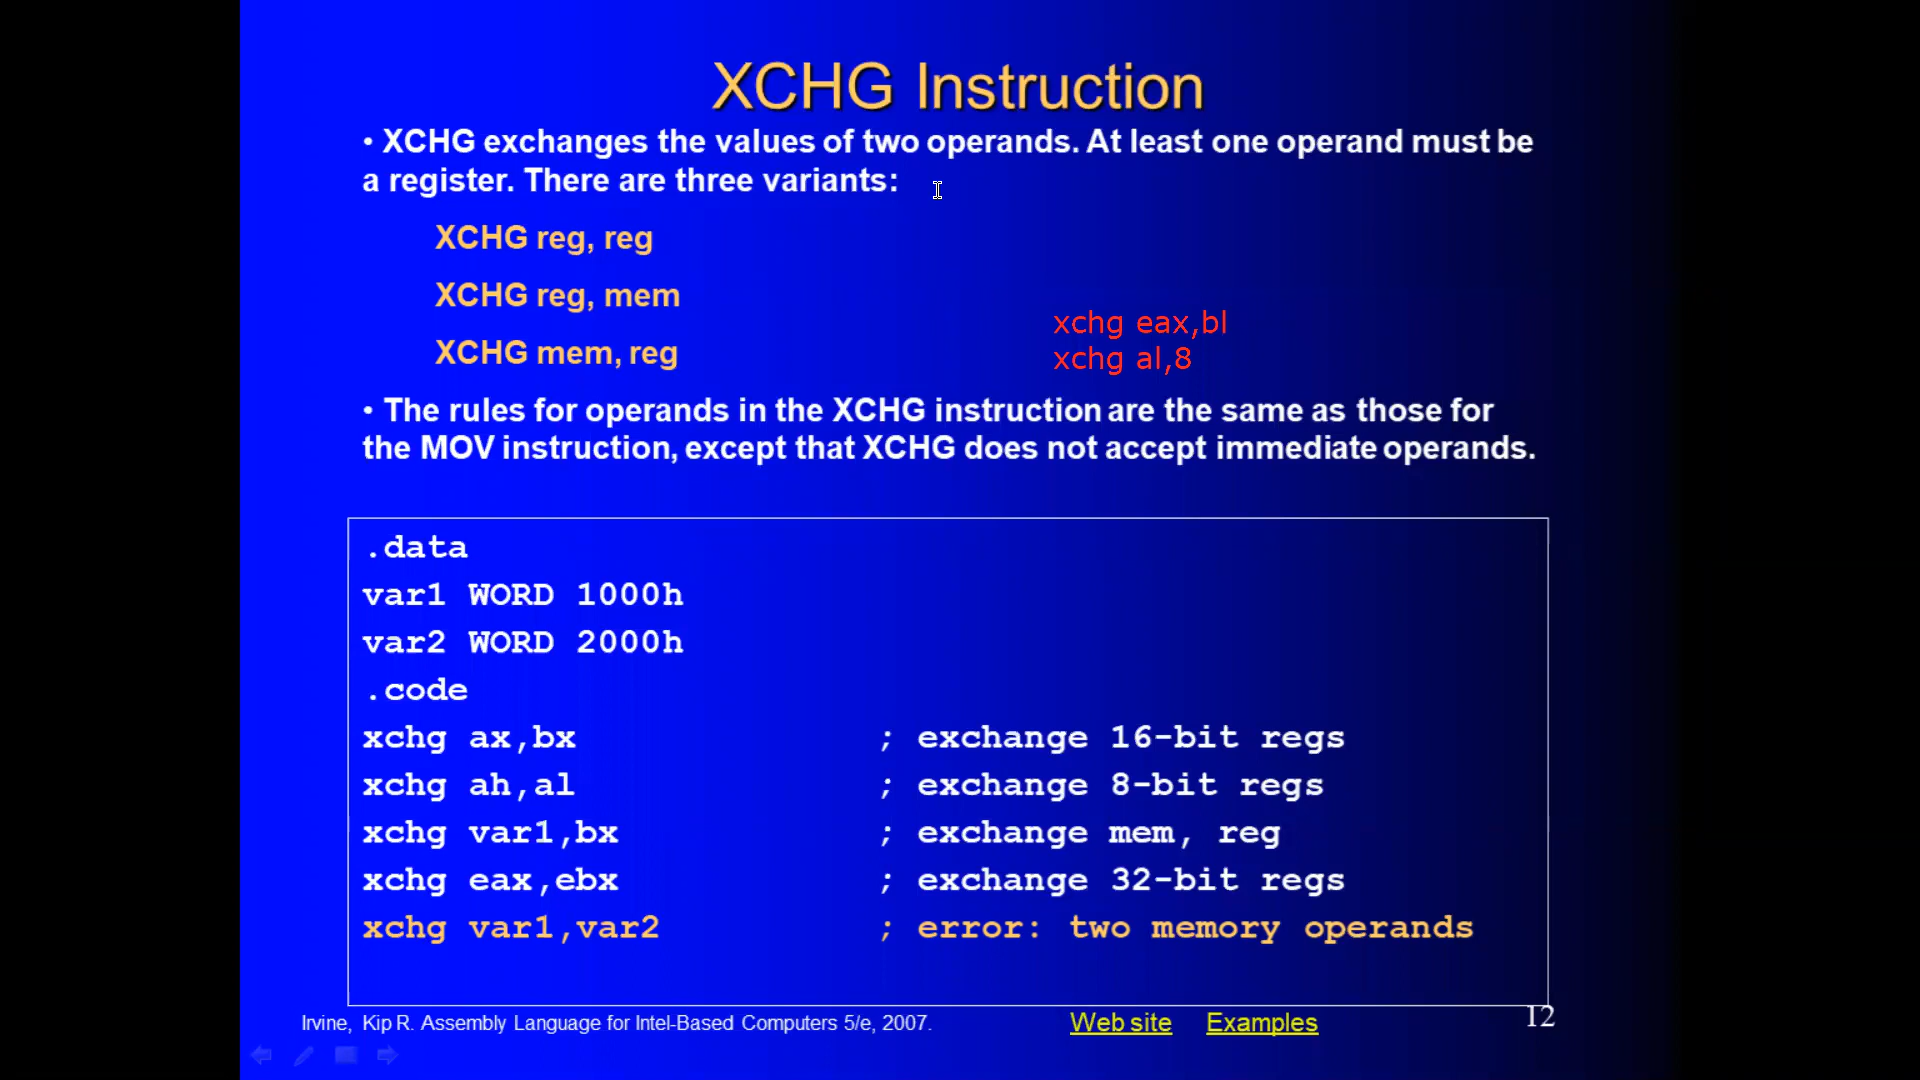 XCHG Instruction
• XCHG exchanges the values of two operands. At least one operand must be
a register. There are three variants:
XCHG reg, reg
XCHG reg, mem
XCHG mem, reg
xchg eax,bl
xchg al,8
• The rules for operands in the XCHG instruction are the same as those for
the MOV instruction, except that XCHG does not accept immediate operands.
.data
var1 WORD 1000h
var2 WORD 2000h
.code
xchg ax,bx ; exchange 16-bit regs
xchg ah,al ; exchange 8-bit regs
xchg var1,bx ; exchange mem, reg
xchg eax,ebx ; exchange 32-bit regs
xchg var1,var2 ; error: two memory operands
Irvine, Kip R. Assembly Language for Intel-Based Computers 5/e, 2007.
Web site Examples
12